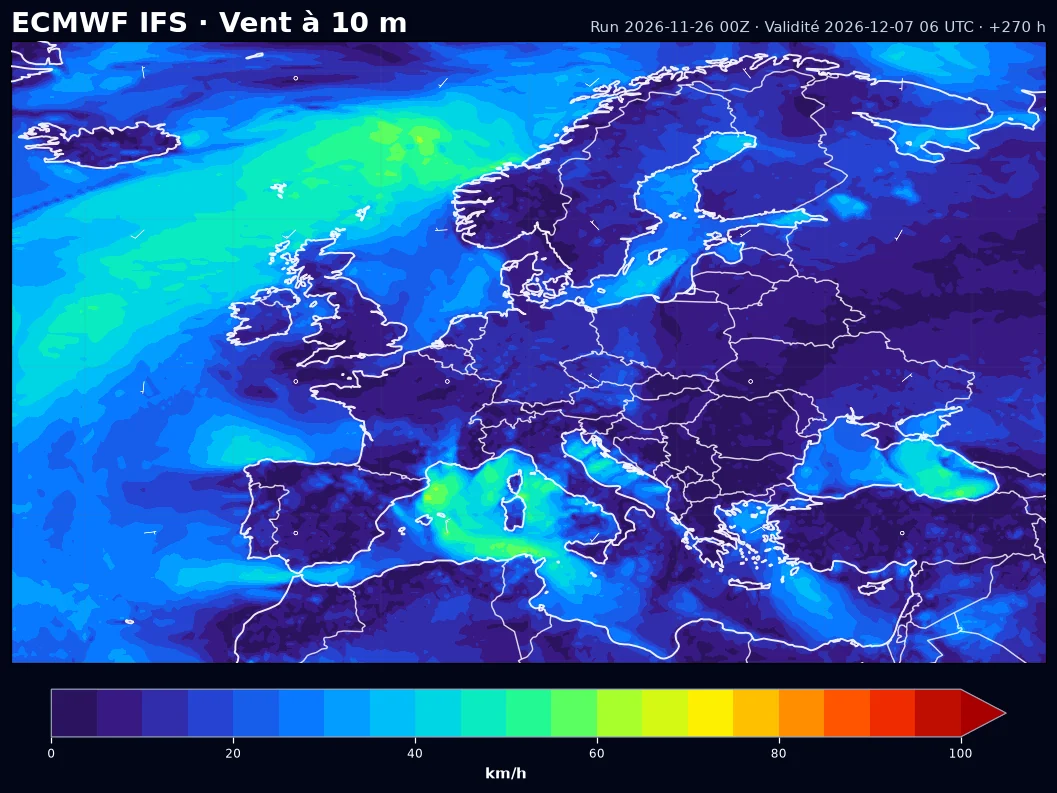 ECMWF IFS · Vent à 10 m
Run 2026-11-26 00Z · Validité 2026-12-07 06 UTC · +270 h
0 20 40 60 80 100
km/h